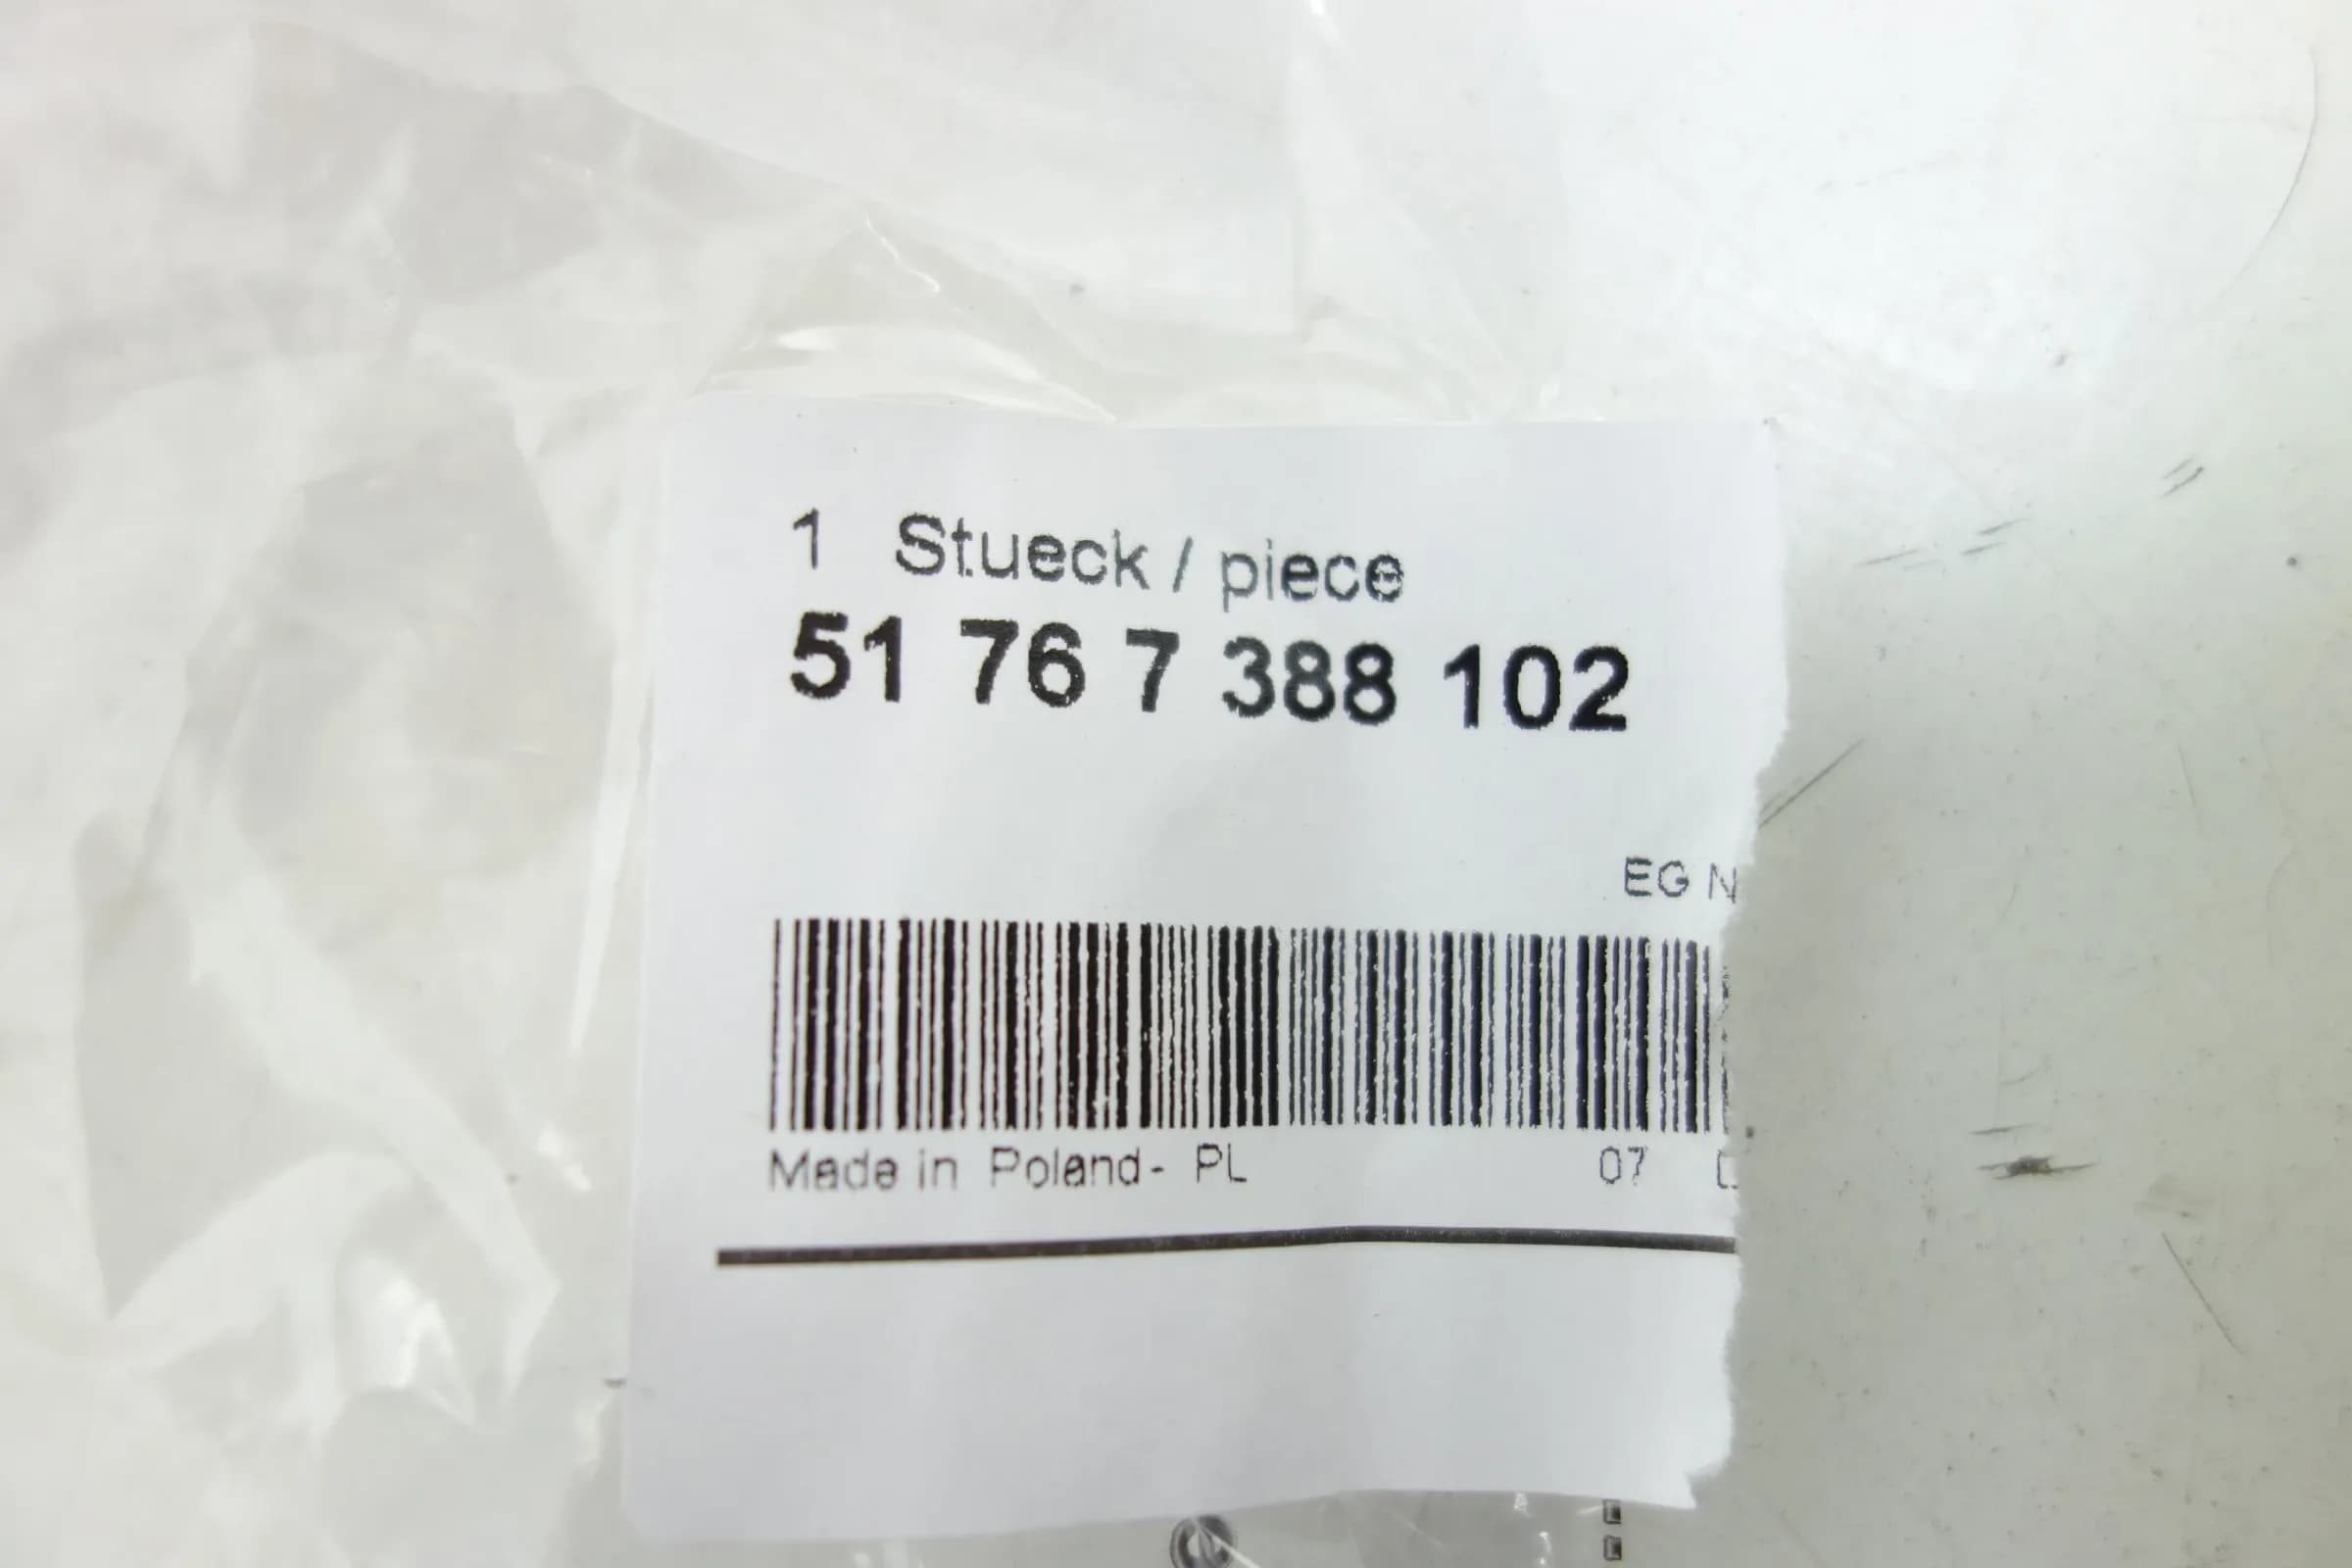 1 Stueck / piece
51 76 7 388 102
EG N
Made in Poland- PL
07